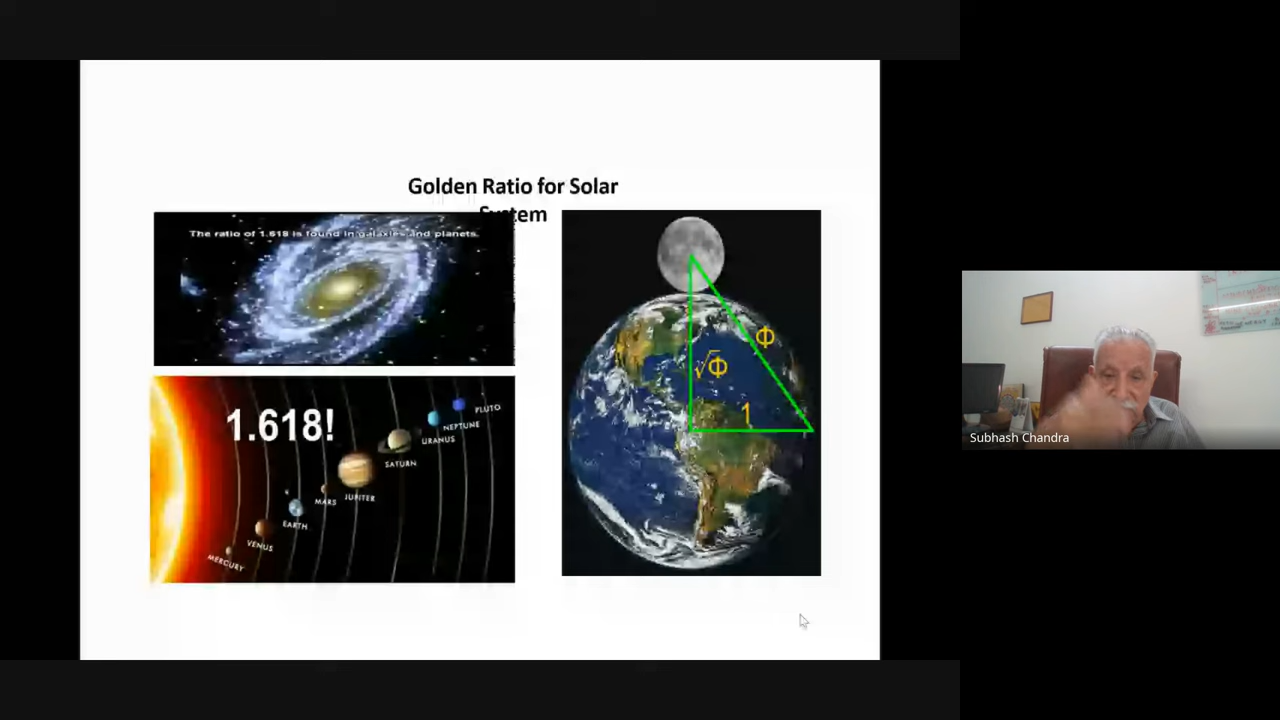 Golden Ratio for Solar
System
The ratio of 1.618 is found in galaxies and planets.
1.618!
MERCURY
VENUS
EARTH
MARS
JUPITER
SATURN
URANUS
NEPTUNE
PLUTO
Φ
√Φ
1
Subhash Chandra